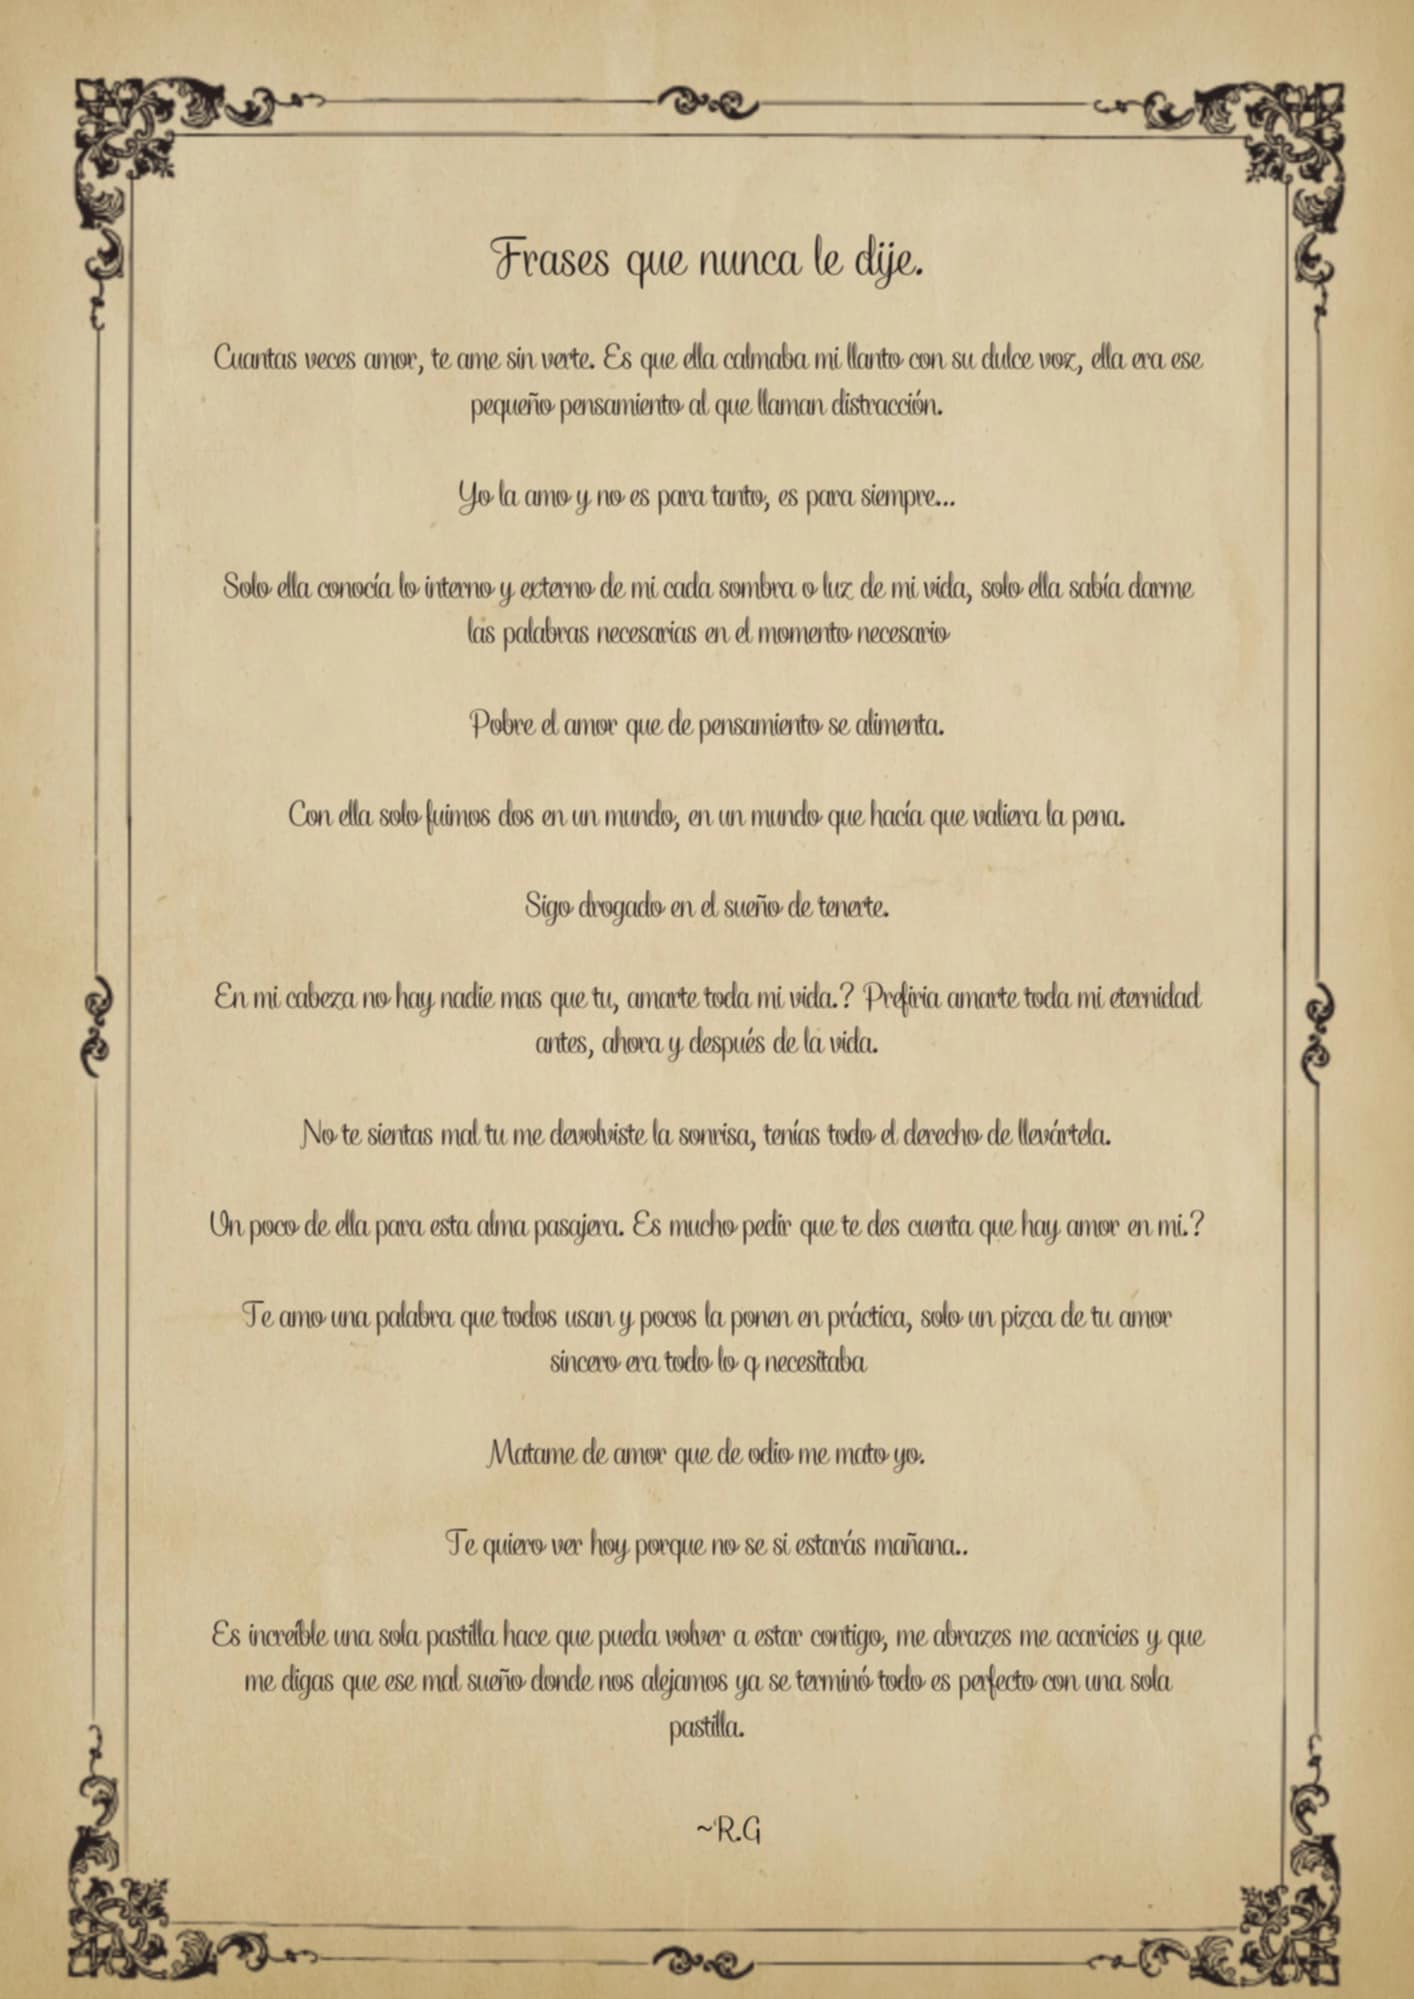 Frases que nunca le dije.
Cuantas veces amor, te ame sin verte. Es que ella calmaba mi llanto con su dulce voz, ella era ese
pequeño pensamiento al que llaman distracción.
Yo la amo y no es para tanto, es para siempre...
Solo ella conocía lo interno y externo de mi cada sombra o luz de mi vida, solo ella sabía darme
las palabras necesarias en el momento necesario
Pobre el amor que de pensamiento se alimenta.
Con ella solo fuimos dos en un mundo, en un mundo que hacía que valiera la pena.
Sigo drogado en el sueño de tenerte.
En mi cabeza no hay nadie mas que tu, amarte toda mi vida.? Prefiria amarte toda mi eternidad
antes, ahora y después de la vida.
No te sientas mal tu me devolviste la sonrisa, tenías todo el derecho de llevártela.
Un poco de ella para esta alma pasajera. Es mucho pedir que te des cuenta que hay amor en mi.?
Te amo una palabra que todos usan y pocos la ponen en práctica, solo un pizca de tu amor
sincero era todo lo q necesitaba
Matame de amor que de odio me mato yo.
Te quiero ver hoy porque no se si estarás mañana..
Es increíble una sola pastilla hace que pueda volver a estar contigo, me abrazes me acaricies y que
me digas que ese mal sueño donde nos alejamos ya se terminó todo es perfecto con una sola
pastilla.
~R.G